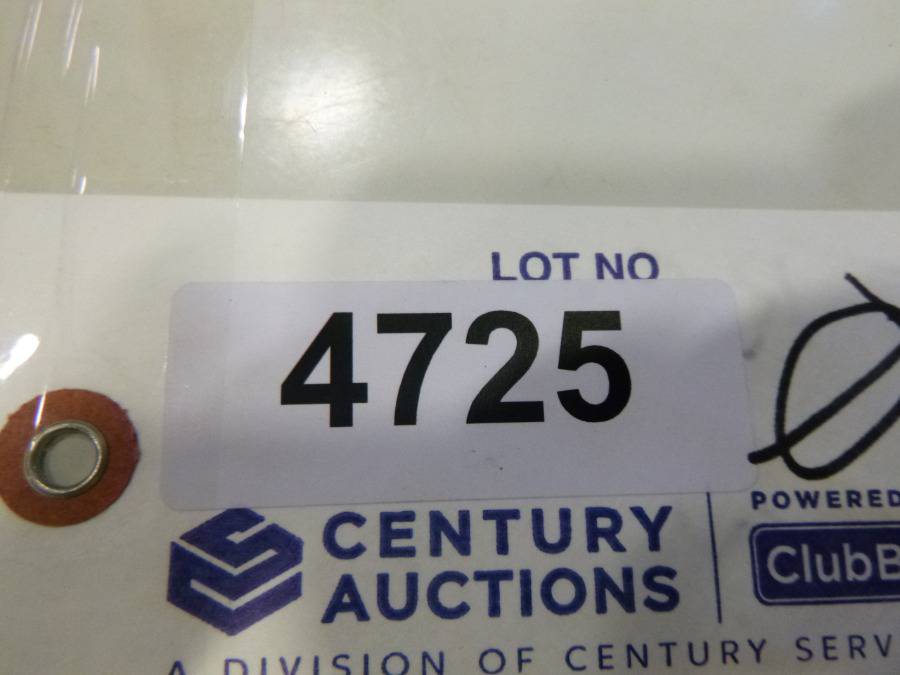 LOT NO
4725
CENTURY
AUCTIONS
POWERED
ClubB
A DIVISION OF CENTURY SERV